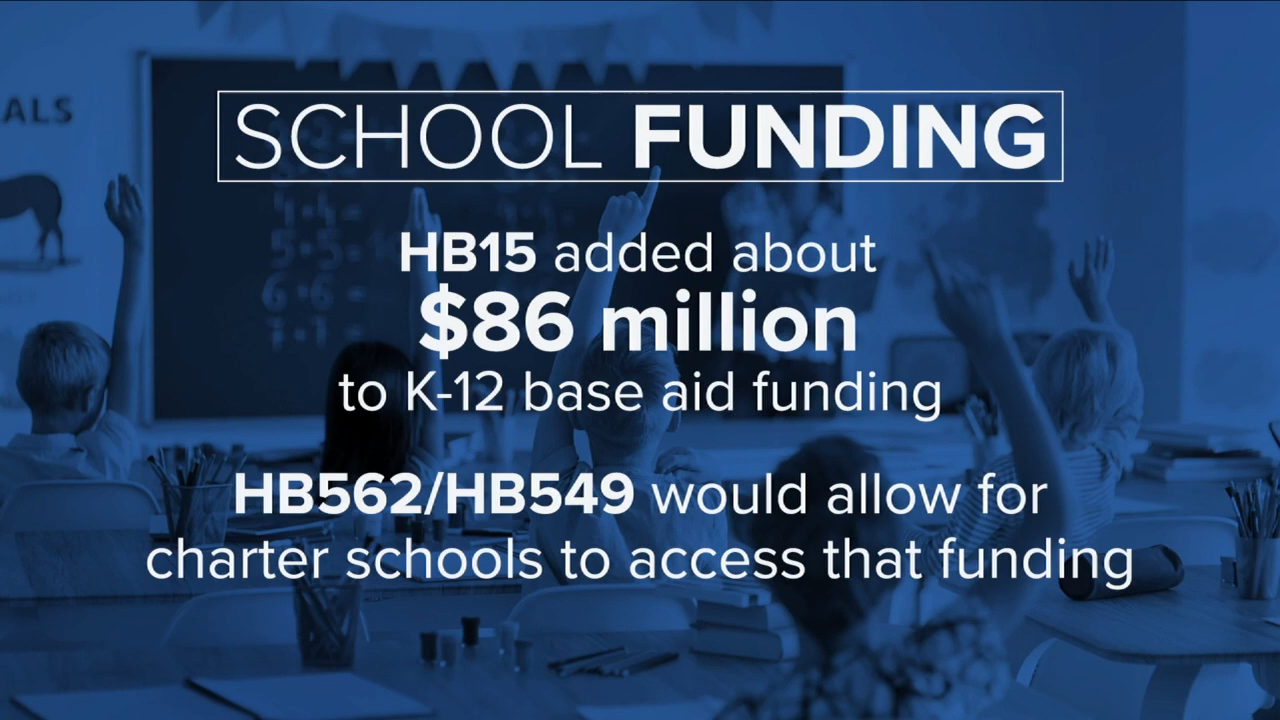 ALS
SCHOOL FUNDING
HB15 added about
$86 million
to K-12 base aid funding
HB562/HB549 would allow for
charter schools to access that funding